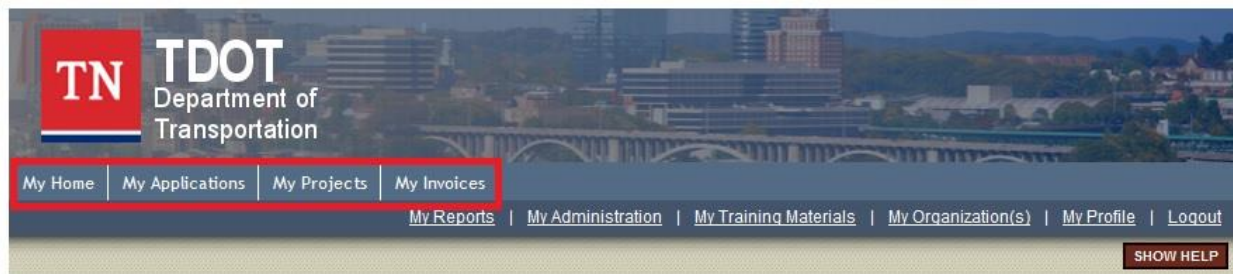 TN
TDOT
Department of
Transportation
My Home | My Applications | My Projects | My Invoices
My Reports | My Administration | My Training Materials | My Organization(s) | My Profile | Logout
SHOW HELP